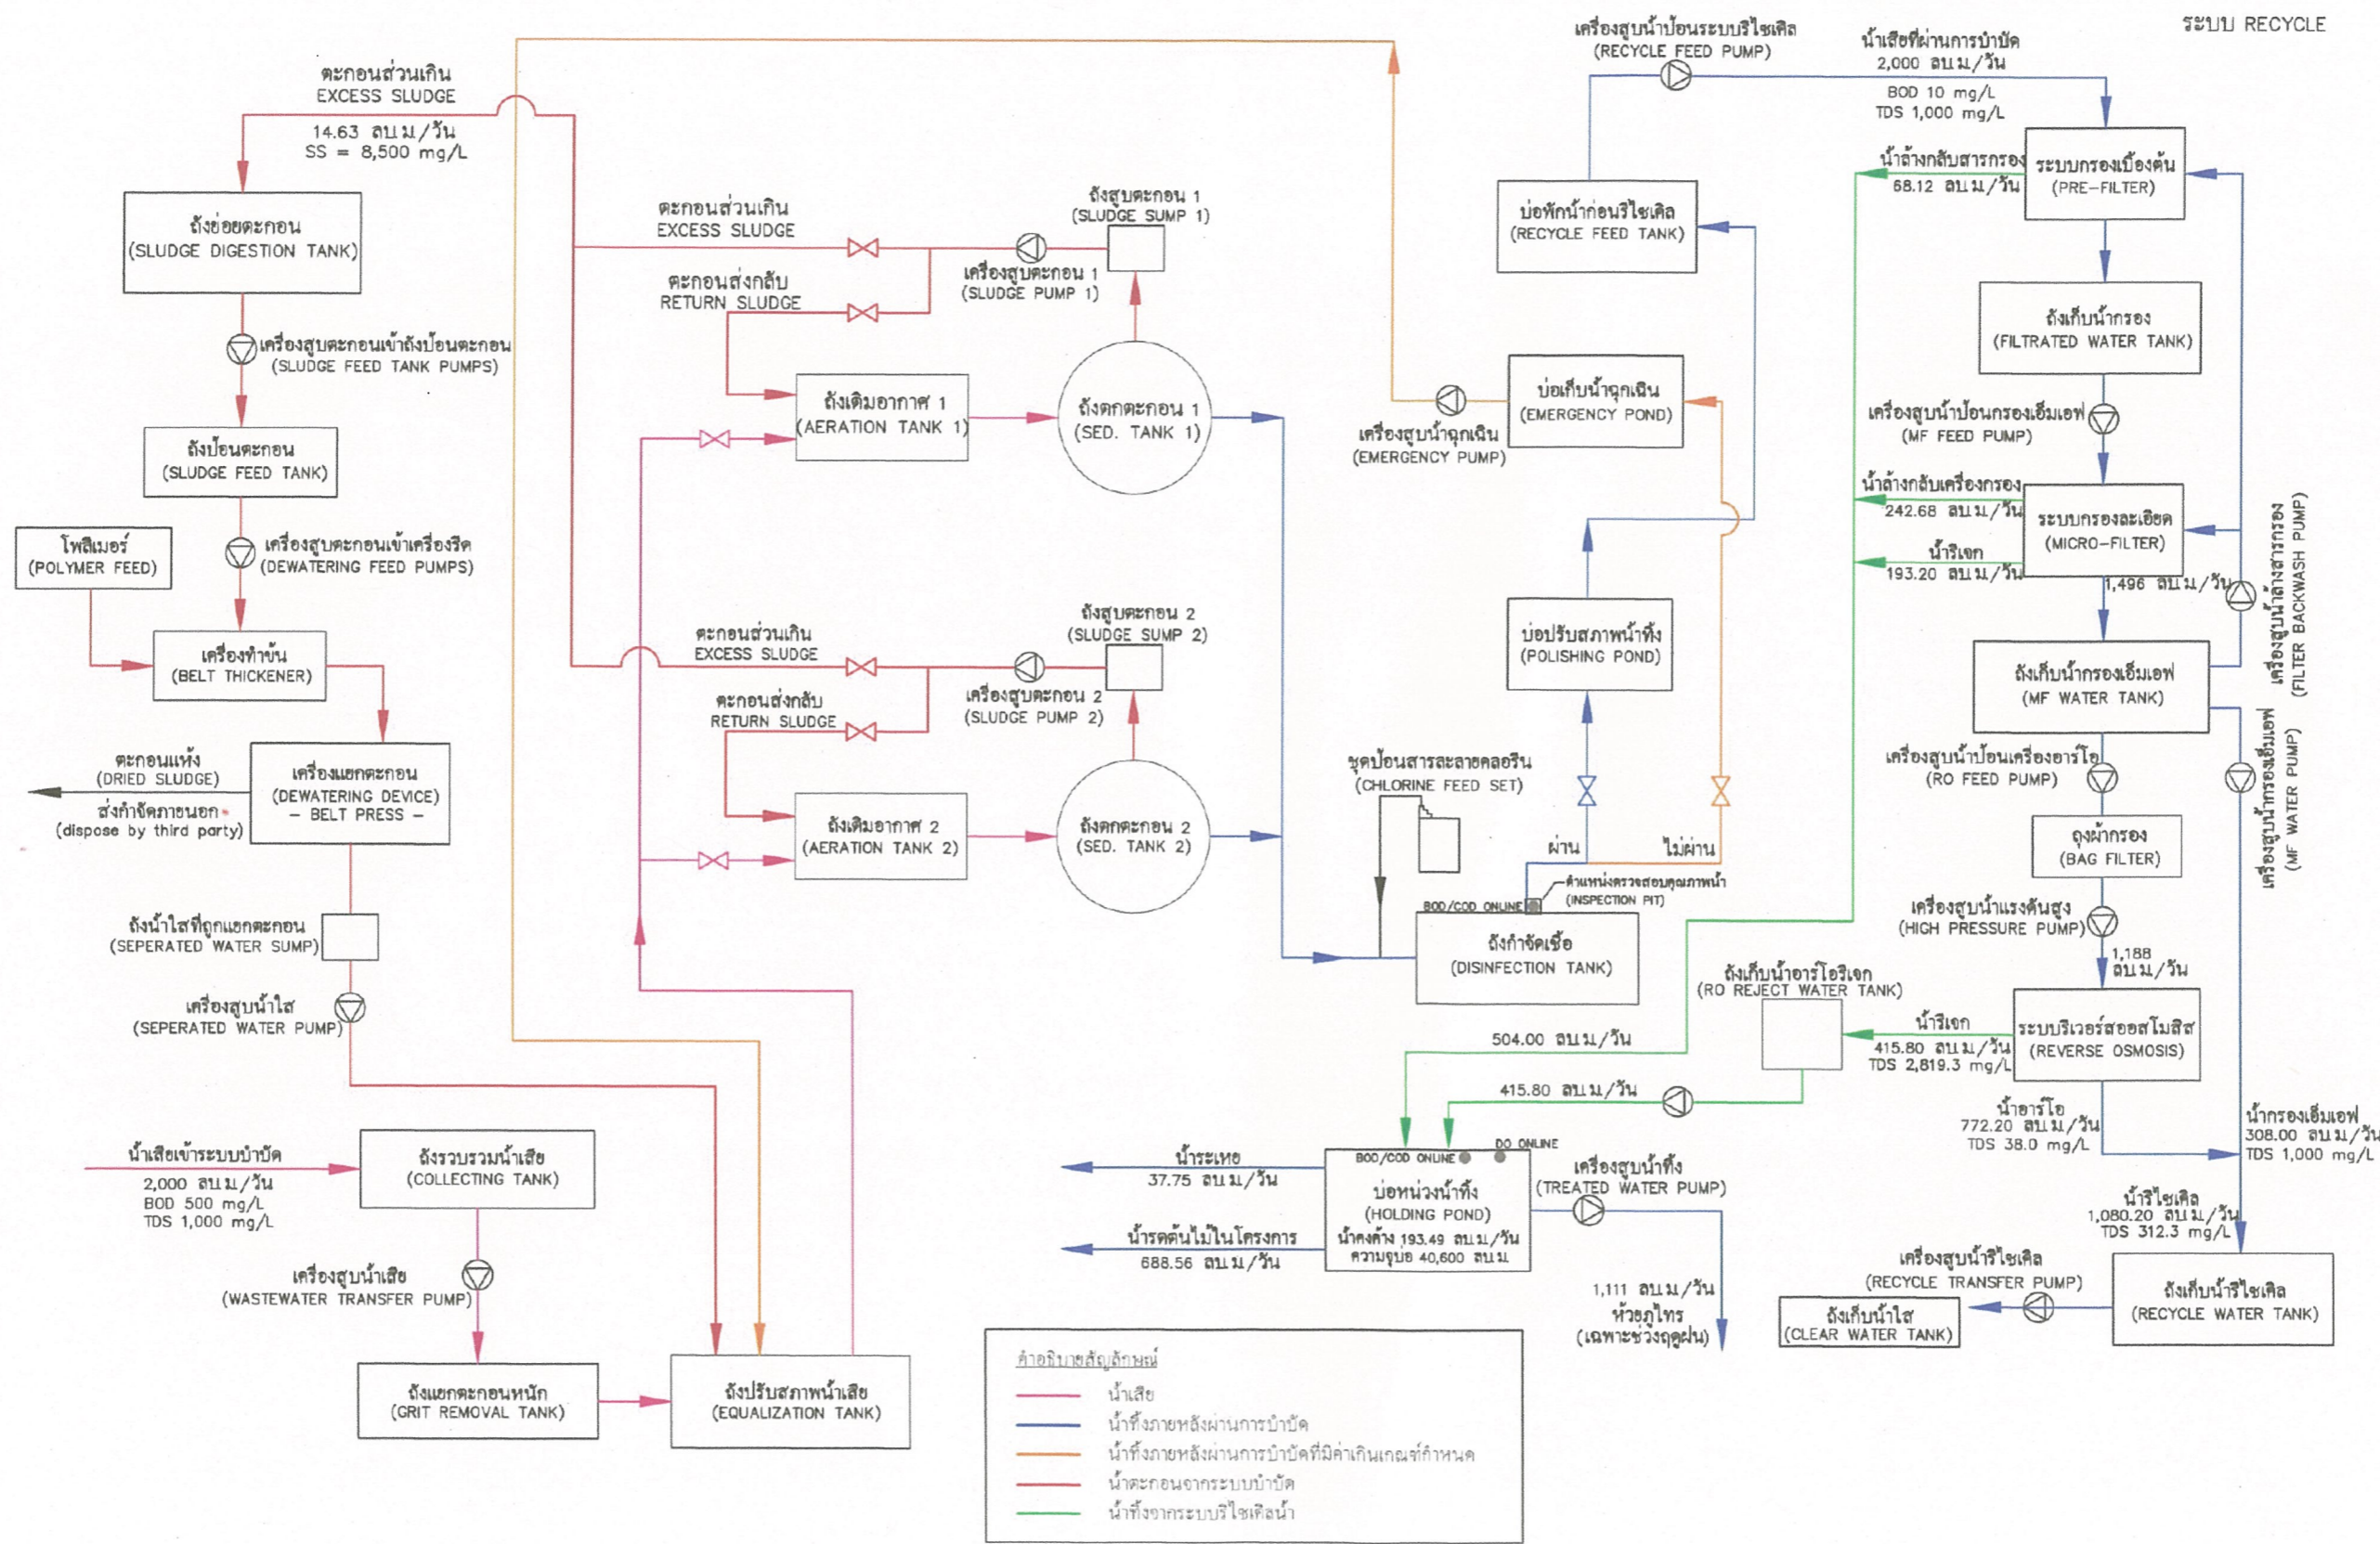 ระบบ RECYCLE
ตะกอนส่วนเกิน
EXCESS SLUDGE
14.63 ลบ.ม/วัน
SS = 8,500 mg/L
ถังย่อยตะกอน
(SLUDGE DIGESTION TANK)
เครื่องสูบตะกอนเข้าถังป้อนตะกอน
(SLUDGE FEED TANK PUMPS)
ถังป้อนตะกอน
(SLUDGE FEED TANK)
โพลิเมอร์
(POLYMER FEED)
เครื่องสูบตะกอนเข้าเครื่องรีด
(DEWATERING FEED PUMPS)
เครื่องทำข้น
(BELT THICKENER)
ตะกอนแห้ง
(DRIED SLUDGE)
ส่งกำจัดภายนอก
(dispose by third party)
เครื่องแยกตะกอน
(DEWATERING DEVICE)
- BELT PRESS -
ถังน้ำใสที่ถูกแยกตะกอน
(SEPERATED WATER SUMP)
เครื่องสูบน้ำใส
(SEPERATED WATER PUMP)
น้ำเสียเข้าระบบบำบัด
2,000 ลบ.ม/วัน
BOD 500 mg/L
TDS 1,000 mg/L
ถังรวบรวมน้ำเสีย
(COLLECTING TANK)
เครื่องสูบน้ำเสีย
(WASTEWATER TRANSFER PUMP)
ถังแยกตะกอนหนัก
(GRIT REMOVAL TANK)
ถังปรับสภาพน้ำเสีย
(EQUALIZATION TANK)
ตะกอนส่วนเกิน
EXCESS SLUDGE
ถังสูบตะกอน 1
(SLUDGE SUMP 1)
ตะกอนส่งกลับ
RETURN SLUDGE
เครื่องสูบตะกอน 1
(SLUDGE PUMP 1)
ถังเติมอากาศ 1
(AERATION TANK 1)
ถังตกตะกอน 1
(SED. TANK 1)
ตะกอนส่วนเกิน
EXCESS SLUDGE
ถังสูบตะกอน 2
(SLUDGE SUMP 2)
ตะกอนส่งกลับ
RETURN SLUDGE
เครื่องสูบตะกอน 2
(SLUDGE PUMP 2)
ถังเติมอากาศ 2
(AERATION TANK 2)
ถังตกตะกอน 2
(SED. TANK 2)
เครื่องสูบน้ำป้อนระบบรีไซเคิล
(RECYCLE FEED PUMP)
น้ำเสียที่ผ่านการบำบัด
2,000 ลบ.ม/วัน
BOD 10 mg/L
TDS 1,000 mg/L
บ่อพักน้ำก่อนรีไซเคิล
(RECYCLE FEED TANK)
บ่อเก็บน้ำฉุกเฉิน
(EMERGENCY POND)
เครื่องสูบน้ำฉุกเฉิน
(EMERGENCY PUMP)
บ่อปรับสภาพน้ำทิ้ง
(POLISHING POND)
ชุดป้อนสารละลายคลอรีน
(CHLORINE FEED SET)
ผ่าน
ไม่ผ่าน
ตำแหน่งตรวจสอบคุณภาพน้ำ
(INSPECTION PIT)
BOD/COD ONLINE
ถังกำจัดเชื้อ
(DISINFECTION TANK)
ระบบกรองเบื้องต้น
(PRE-FILTER)
น้ำล้างกลับสารกรอง
68.12 ลบ.ม/วัน
ถังเก็บน้ำกรอง
(FILTRATED WATER TANK)
เครื่องสูบน้ำป้อนกรองเอ็มเอฟ
(MF FEED PUMP)
น้ำล้างกลับเครื่องกรอง
242.68 ลบ.ม/วัน
น้ำรีเจก
193.20 ลบ.ม/วัน
ระบบกรองละเอียด
(MICRO-FILTER)
1,496 ลบ.ม/วัน
เครื่องสูบน้ำล้างสารกรอง
(FILTER BACKWASH PUMP)
ถังเก็บน้ำกรองเอ็มเอฟ
(MF WATER TANK)
เครื่องสูบน้ำกรองเอ็มเอฟ
(MF WATER PUMP)
เครื่องสูบน้ำป้อนเครื่องอาร์โอ
(RO FEED PUMP)
ถุงผ้ากรอง
(BAG FILTER)
เครื่องสูบน้ำแรงดันสูง
(HIGH PRESSURE PUMP)
1,188
ลบ.ม/วัน
ถังเก็บน้ำอาร์โอรีเจก
(RO REJECT WATER TANK)
น้ำรีเจก
415.80 ลบ.ม/วัน
TDS 2,819.3 mg/L
ระบบรีเวอร์สออสโมสิส
(REVERSE OSMOSIS)
504.00 ลบ.ม/วัน
415.80 ลบ.ม/วัน
น้ำอาร์โอ
772.20 ลบ.ม/วัน
TDS 38.0 mg/L
น้ำกรองเอ็มเอฟ
308.00 ลบ.ม/วัน
TDS 1,000 mg/L
น้ำรีไซเคิล
1,080.20 ลบ.ม/วัน
TDS 312.3 mg/L
เครื่องสูบน้ำรีไซเคิล
(RECYCLE TRANSFER PUMP)
ถังเก็บน้ำใส
(CLEAR WATER TANK)
ถังเก็บน้ำรีไซเคิล
(RECYCLE WATER TANK)
น้ำระเหย
37.75 ลบ.ม/วัน
น้ำรดต้นไม้ในโครงการ
688.56 ลบ.ม/วัน
BOD/COD ONLINE
DO ONLINE
บ่อหน่วงน้ำทิ้ง
(HOLDING POND)
น้ำคงค้าง 193.49 ลบ.ม/วัน
ความจุบ่อ 40,600 ลบ.ม
เครื่องสูบน้ำทิ้ง
(TREATED WATER PUMP)
1,111 ลบ.ม/วัน
ห้วยภูไทร
(เฉพาะช่วงฤดูฝน)
คำอธิบายสัญลักษณ์
น้ำเสีย
น้ำทิ้งภายหลังผ่านการบำบัด
น้ำทิ้งภายหลังผ่านการบำบัดที่มีค่าเกินเกณฑ์กำหนด
น้ำตะกอนจากระบบบำบัด
น้ำทิ้งจากระบบรีไซเคิลน้ำ